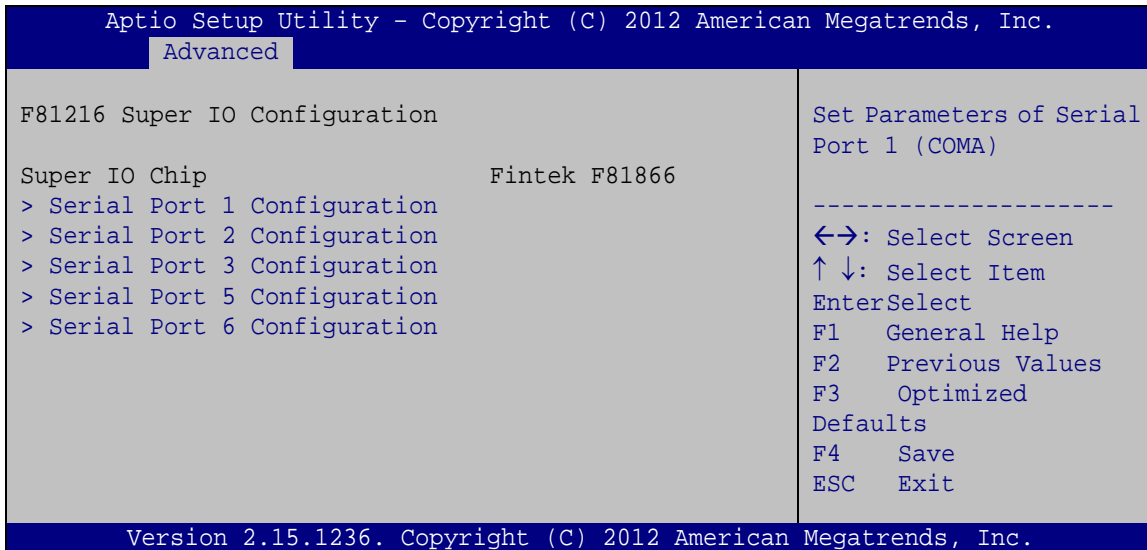 Aptio Setup Utility – Copyright (C) 2012 American Megatrends, Inc.
Advanced
F81216 Super IO Configuration
Super IO Chip Fintek F81866
> Serial Port 1 Configuration
> Serial Port 2 Configuration
> Serial Port 3 Configuration
> Serial Port 5 Configuration
> Serial Port 6 Configuration
Set Parameters of Serial
Port 1 (COMA)
---------------------
←→: Select Screen
↑ ↓: Select Item
EnterSelect
F1 General Help
F2 Previous Values
F3 Optimized
Defaults
F4 Save
ESC Exit
Version 2.15.1236. Copyright (C) 2012 American Megatrends, Inc.